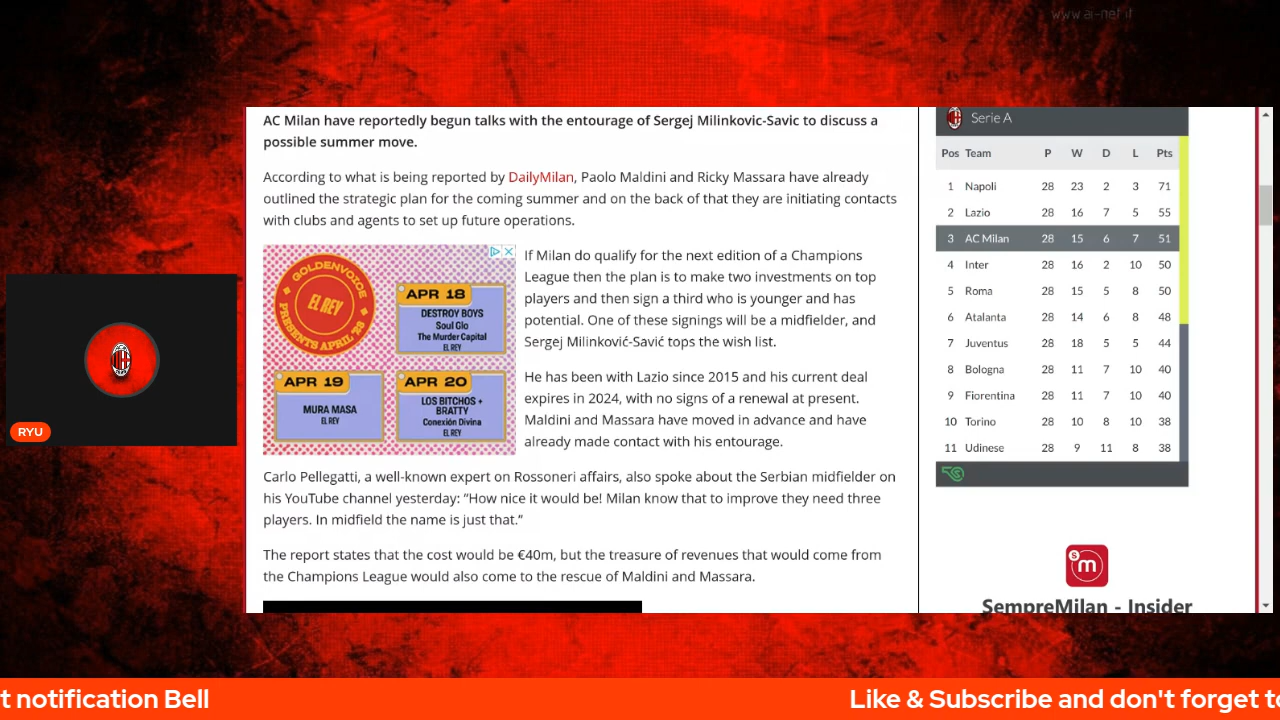 www.ai-net.it
AC Milan have reportedly begun talks with the entourage of Sergej Milinkovic-Savic to discuss a
possible summer move.
According to what is being reported by DailyMilan, Paolo Maldini and Ricky Massara have already
outlined the strategic plan for the coming summer and on the back of that they are initiating contacts
with clubs and agents to set up future operations.
GOLDENVOICE
EL REY
PRESENTS APRIL 23
APR 18
DESTROY BOYS
Soul Glo
The Murder Capital
EL REY
APR 19
MURA MASA
EL REY
APR 20
LOS BITCHOS +
BRATTY
Conexión Divina
EL REY
If Milan do qualify for the next edition of a Champions
League then the plan is to make two investments on top
players and then sign a third who is younger and has
potential. One of these signings will be a midfielder, and
Sergej Milinković-Savić tops the wish list.
He has been with Lazio since 2015 and his current deal
expires in 2024, with no signs of a renewal at present.
Maldini and Massara have moved in advance and have
already made contact with his entourage.
Carlo Pellegatti, a well-known expert on Rossoneri affairs, also spoke about the Serbian midfielder on
his YouTube channel yesterday: “How nice it would be! Milan know that to improve they need three
players. In midfield the name is just that.”
The report states that the cost would be €40m, but the treasure of revenues that would come from
the Champions League would also come to the rescue of Maldini and Massara.
Serie A
Pos Team P W D L Pts
1 Napoli 28 23 2 3 71
2 Lazio 28 16 7 5 55
3 AC Milan 28 15 6 7 51
4 Inter 28 16 2 10 50
5 Roma 28 15 5 8 50
6 Atalanta 28 14 6 8 48
7 Juventus 28 18 5 5 44
8 Bologna 28 11 7 10 40
9 Fiorentina 28 11 7 10 40
10 Torino 28 10 8 10 38
11 Udinese 28 9 11 8 38
S m
SempreMilan - Insider
RYU
t notification Bell
Like & Subscribe and don't forget to